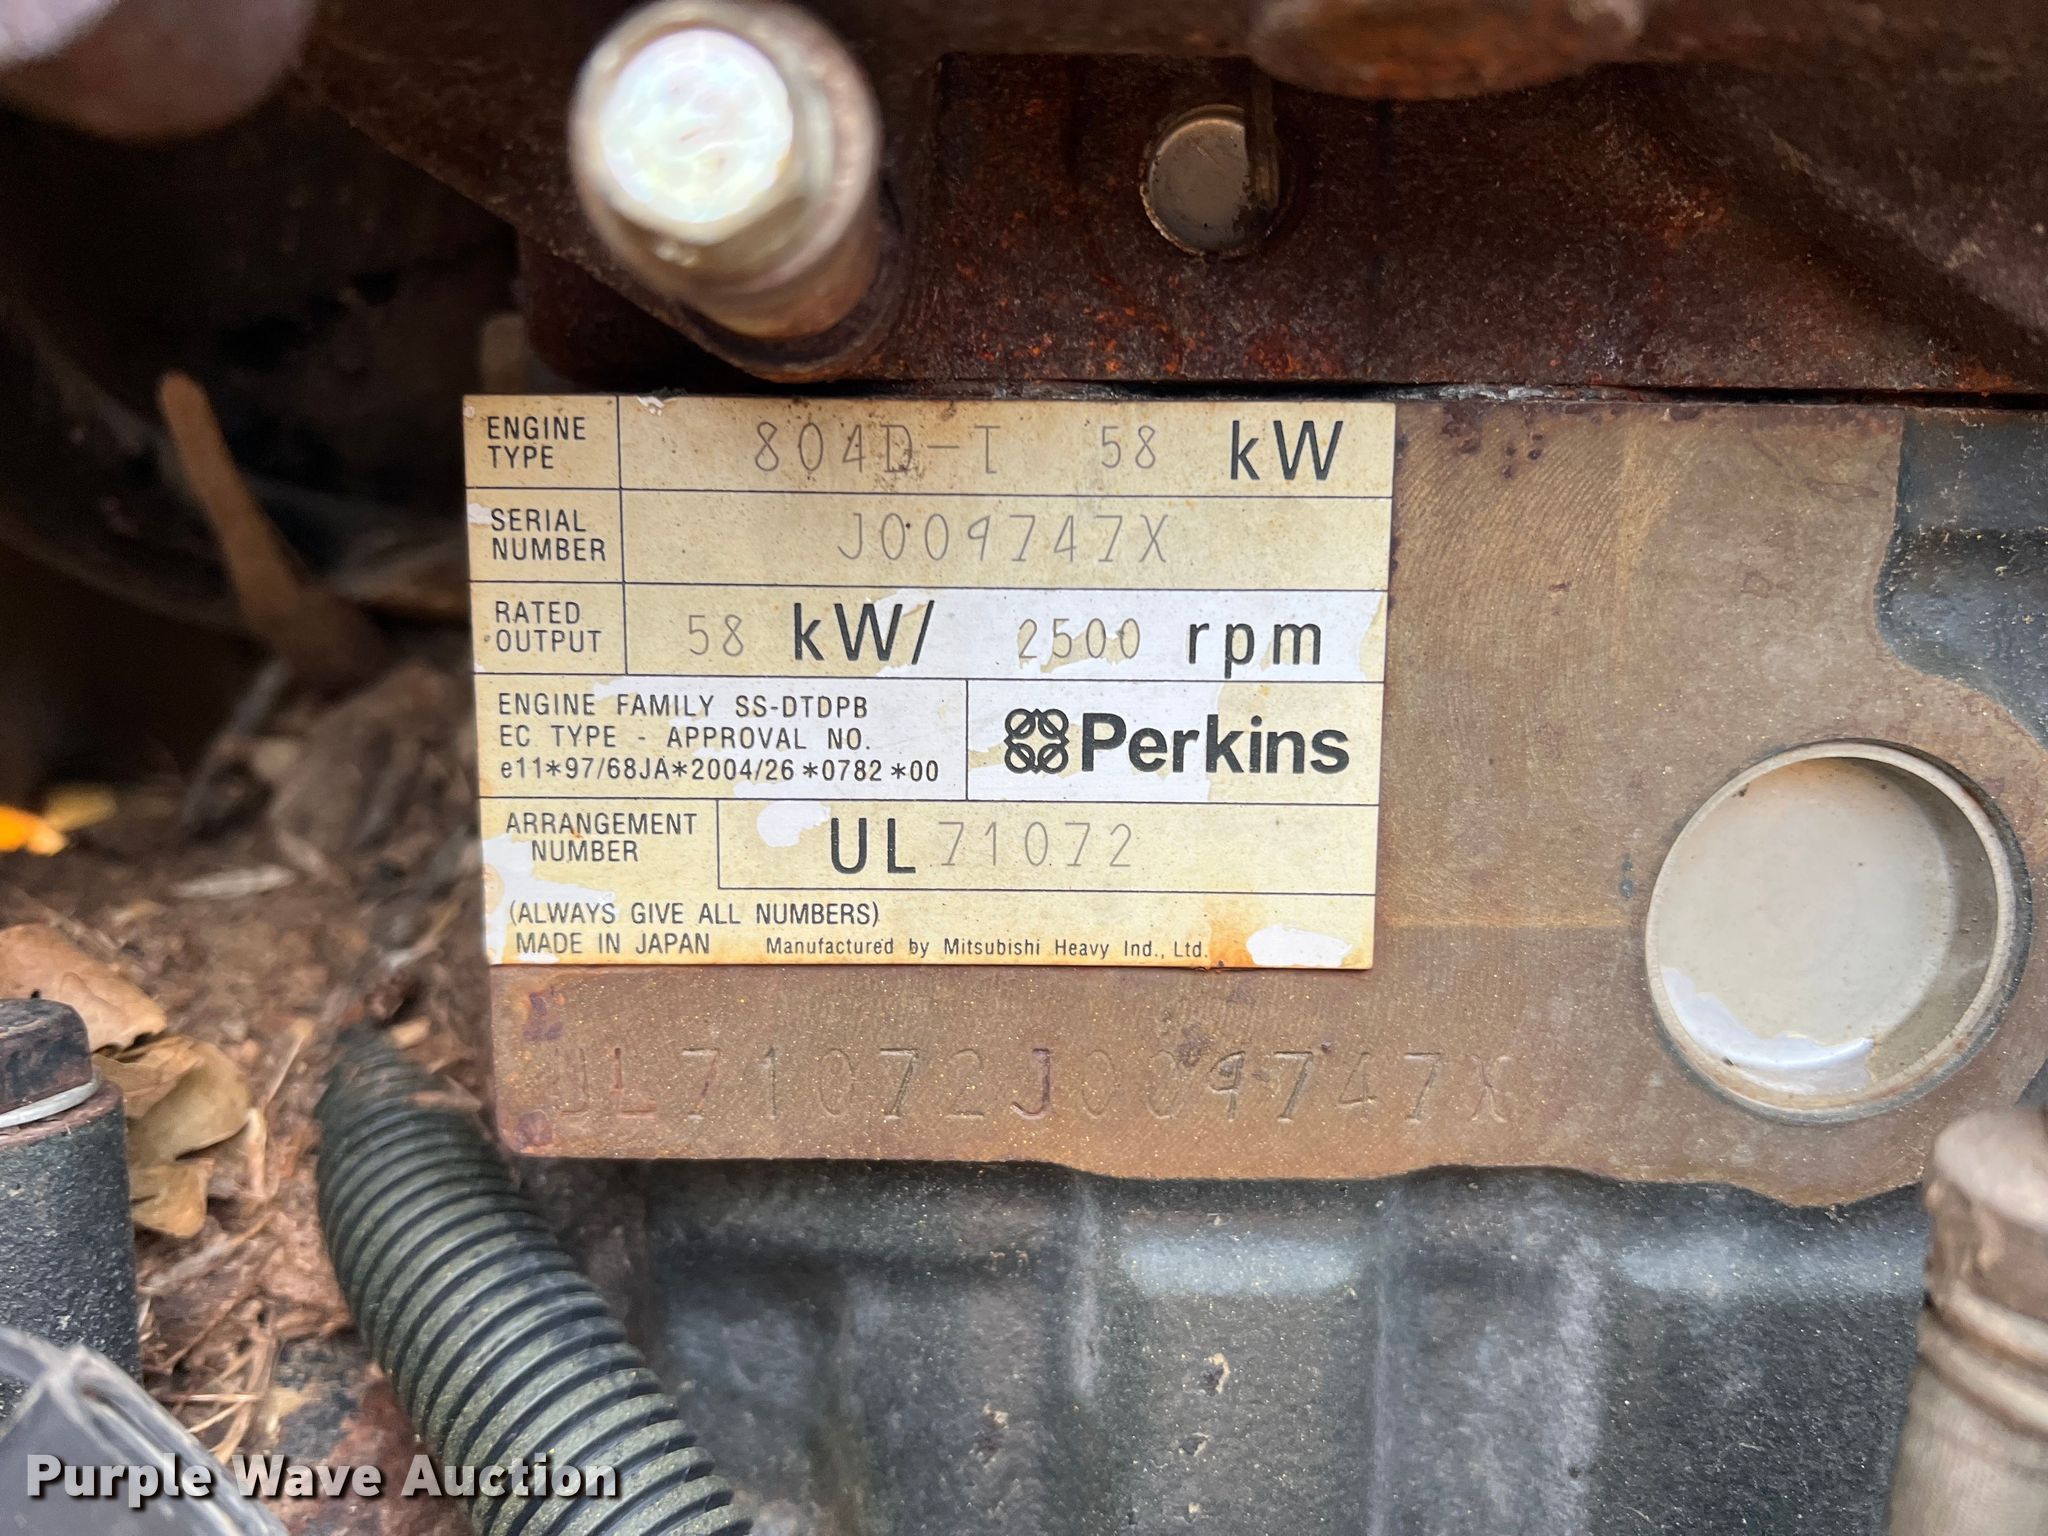 ENGINE TYPE 804D-T 58 kW
SERIAL NUMBER J009747X
RATED OUTPUT 58 kW/ 2500 rpm
ENGINE FAMILY SS-DTDPB
EC TYPE - APPROVAL NO.
e11*97/68JA*2004/26*0782*00
Perkins
ARRANGEMENT NUMBER UL71072
(ALWAYS GIVE ALL NUMBERS)
MADE IN JAPAN Manufactured by Mitsubishi Heavy Ind., Ltd.
UL71072J009747X
Purple Wave Auction